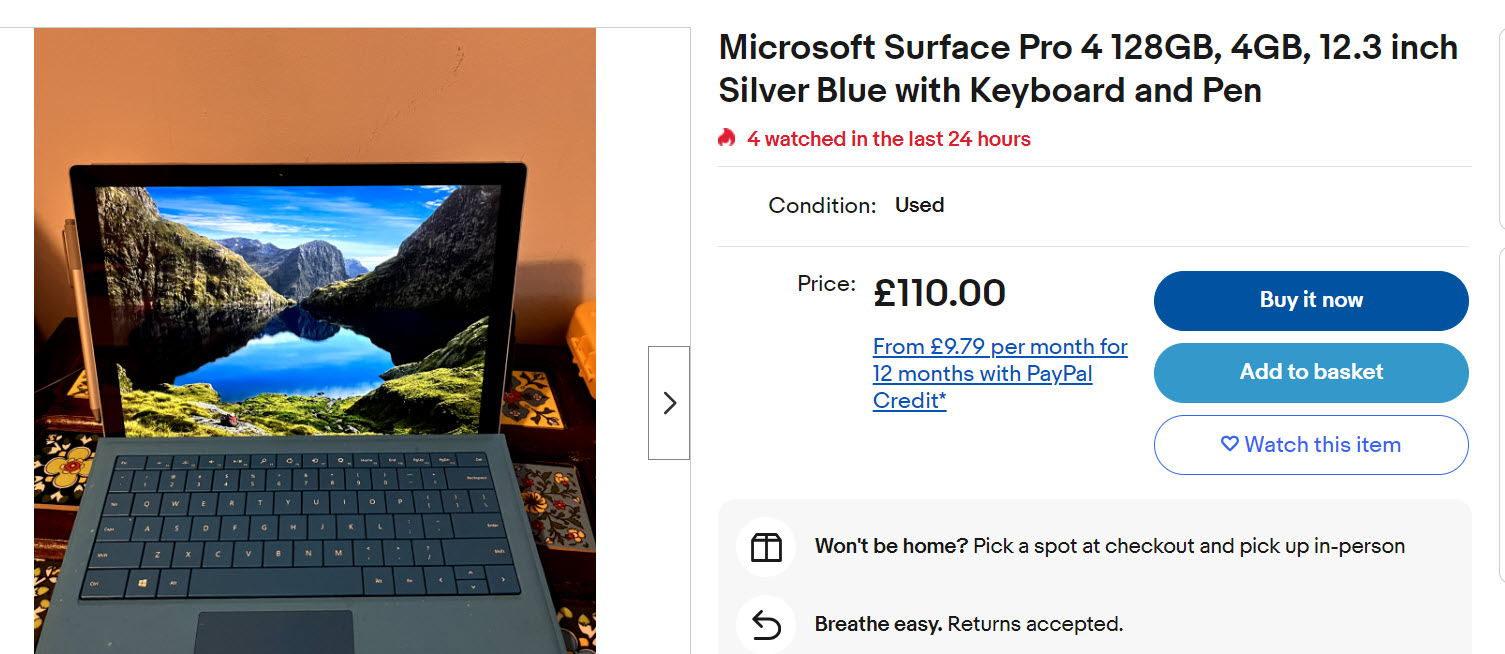 Microsoft Surface Pro 4 128GB, 4GB, 12.3 inch
Silver Blue with Keyboard and Pen
4 watched in the last 24 hours
Condition: Used
Price: £110.00
From £9.79 per month for
12 months with PayPal
Credit*
Buy it now
Add to basket
Watch this item
Won't be home? Pick a spot at checkout and pick up in-person
Breathe easy. Returns accepted.
Q W E R T Y U I O P
A S D F G H J K L
Z X C V B N M